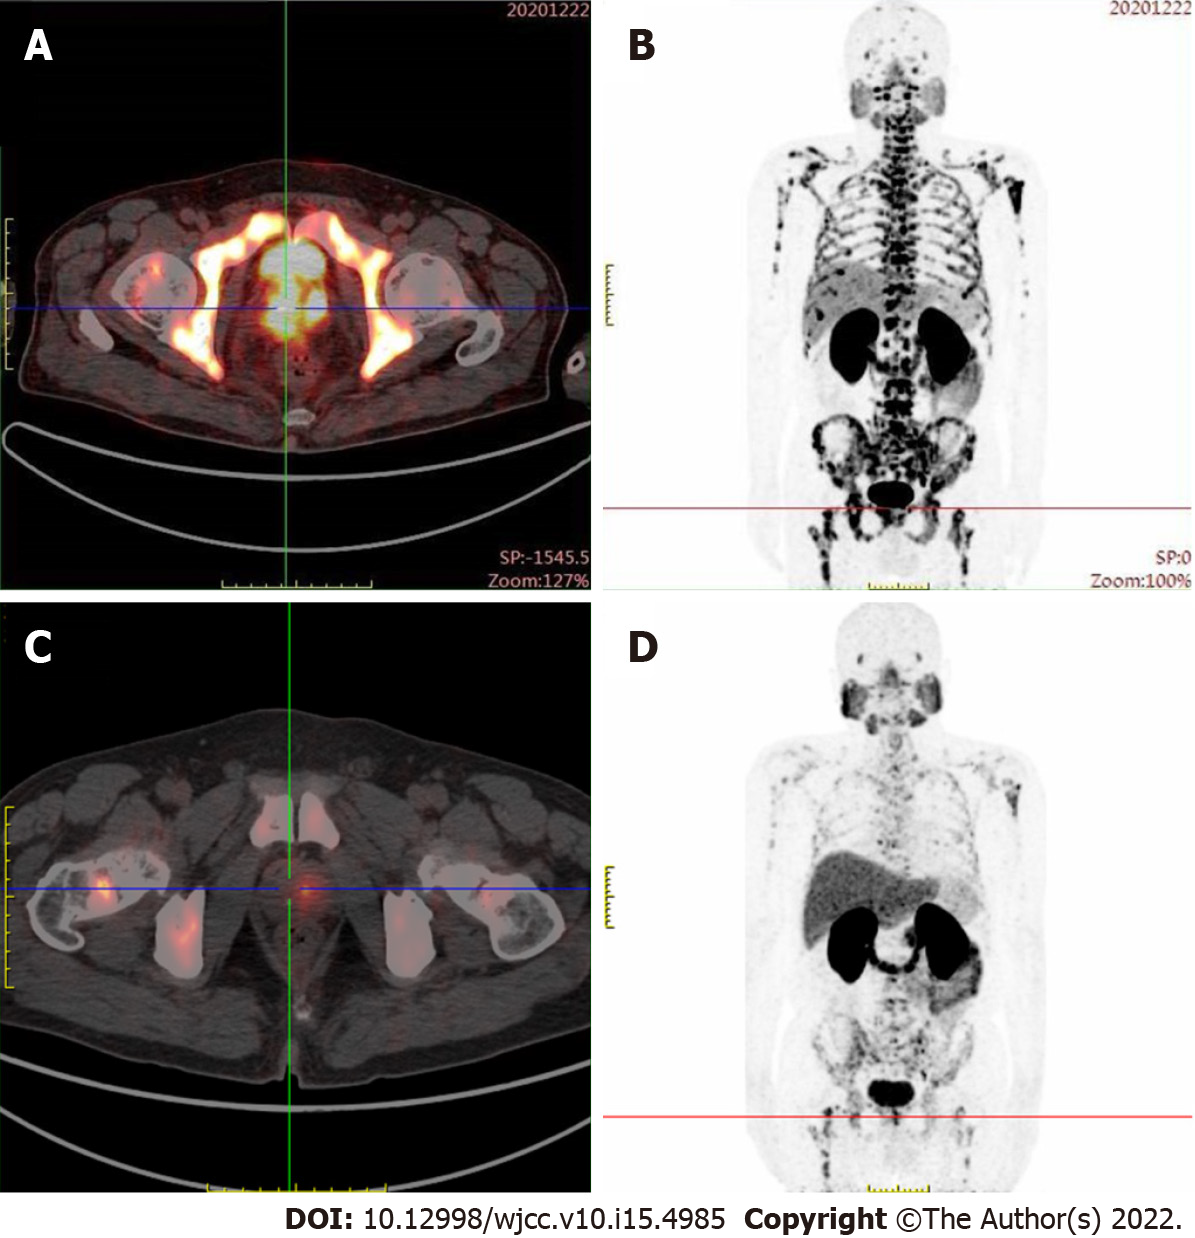 A
20201222
SP:-1545.5
Zoom:127%
B
20201222
SP:0
Zoom:100%
C
D
DOI: 10.12998/wjcc.v10.i15.4985 Copyright ©The Author(s) 2022.